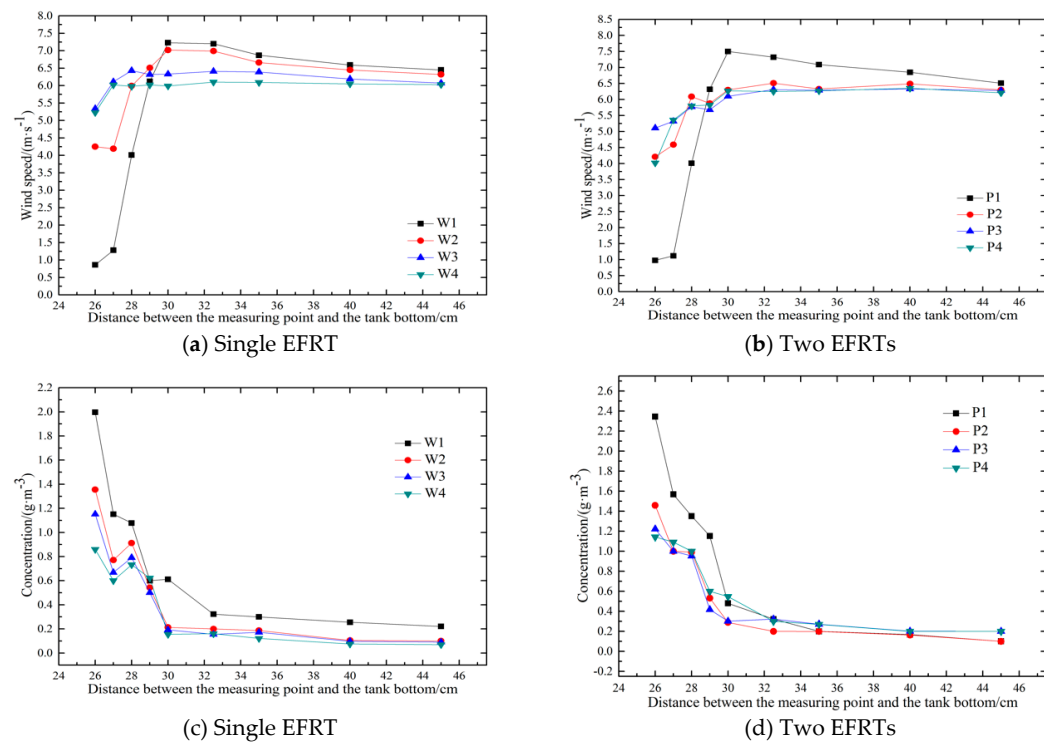 8.0
7.5
7.0
6.5
6.0
5.5
5.0
4.5
4.0
3.5
3.0
2.5
2.0
1.5
1.0
0.5
0.0
Wind speed/(m·s⁻¹)
W1
W2
W3
W4
24 26 28 30 32 34 36 38 40 42 44 46
Distance between the measuring point and the tank bottom/cm
(a) Single EFRT
8.5
8.0
7.5
7.0
6.5
6.0
5.5
5.0
4.5
4.0
3.5
3.0
2.5
2.0
1.5
1.0
0.5
0.0
Wind speed/(m·s⁻¹)
P1
P2
P3
P4
24 26 28 30 32 34 36 38 40 42 44 46
Distance between the measuring point and the tank bottom/cm
(b) Two EFRTs
2.2
2.0
1.8
1.6
1.4
1.2
1.0
0.8
0.6
0.4
0.2
0.0
Concentration/(g·m⁻³)
W1
W2
W3
W4
24 26 28 30 32 34 36 38 40 42 44 46
Distance between the measuring point and the tank bottom/cm
(c) Single EFRT
2.6
2.4
2.2
2.0
1.8
1.6
1.4
1.2
1.0
0.8
0.6
0.4
0.2
0.0
-0.2
Concentration/(g·m⁻³)
P1
P2
P3
P4
24 26 28 30 32 34 36 38 40 42 44 46
Distance between the measuring point and the tank bottom/cm
(d) Two EFRTs